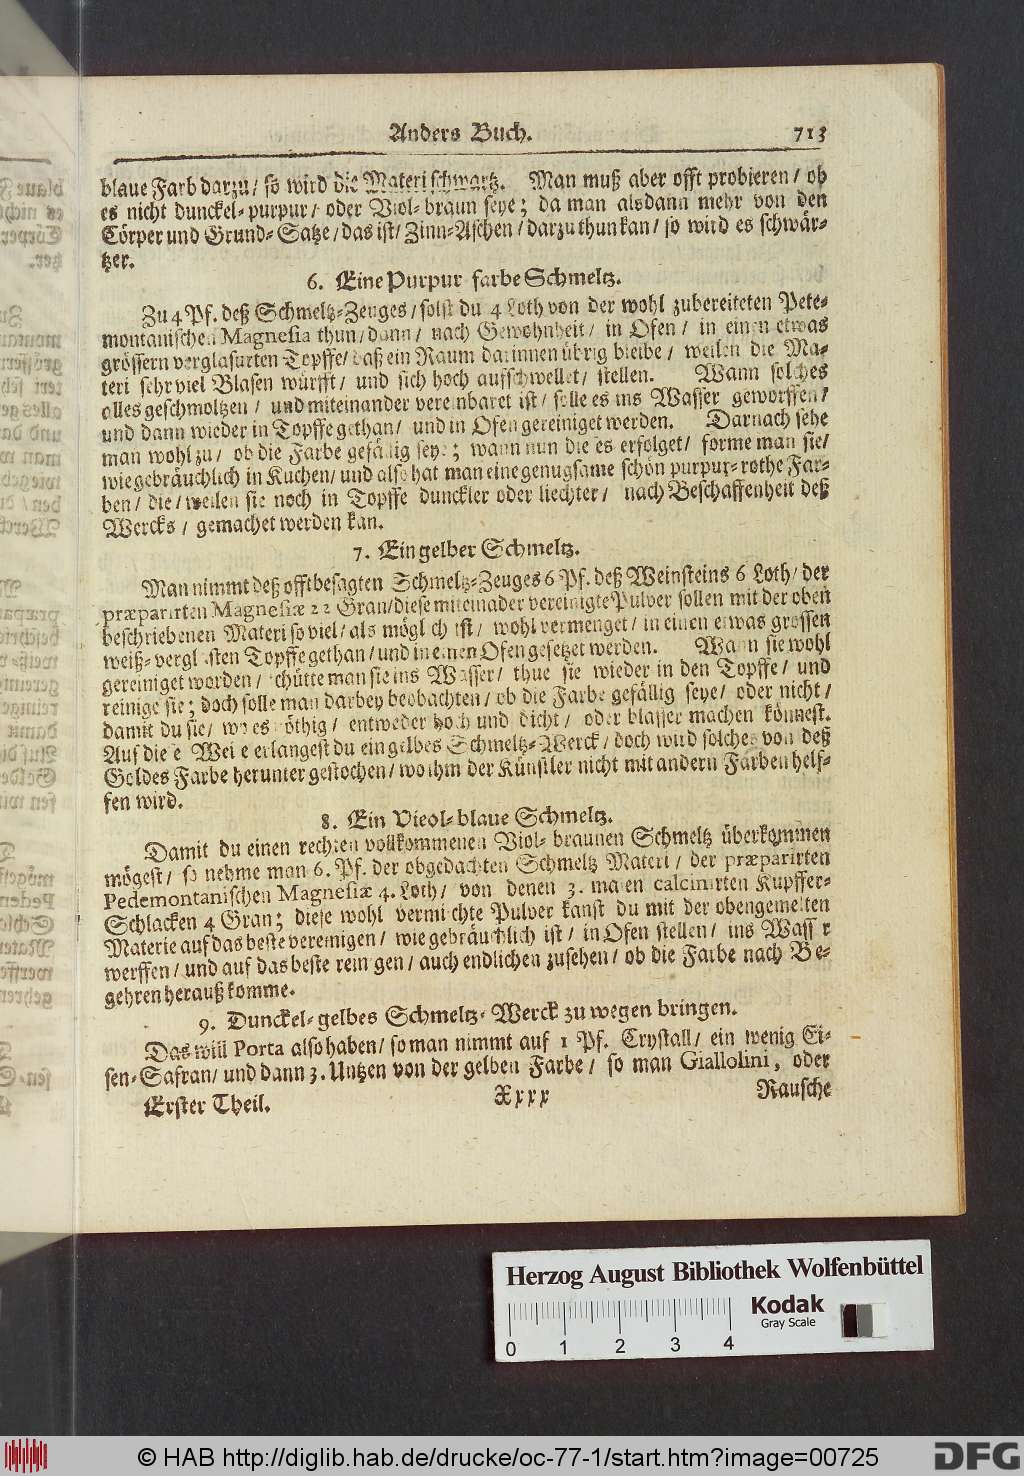 Anders Buch. 713
blaue Farb darzu/ so wird die Materi schwartz. Man muß aber offt probieren/ ob
es nicht dunckel-purpur/ oder Viol-braun seye; da man alsdann mehr von den
Cörper und Grund-Satze/ das ist/ Zinn-Aschen/ darzu thun kan/ so wird es schwär-
tzer.
6. Eine Purpur farbe Schmeltz.
Zu 4 Pf. deß Schmeltz-Zeuges/ solst du 4 Loth von der wohl zubereiteten Pete-
montanischen Magnesia thun/ dann/ nach Gewohnheit/ in Ofen/ in einen etwas
grössern verglasurten Topffe/ daß ein Raum darinnen übrig bleibe/ weilen die Ma-
teri sehr viel Blasen würfft/ und sich hoch aufschwellet/ stellen. Wann solches
alles geschmoltzen/ und miteinander vereinbaret ist/ solle es ins Wasser geworffen/
und dann wieder in Topffe gethan/ und in Ofen gereiniget werden. Darnach sehe
man wohl zu/ ob die Farbe gefällig seye; wann nun dieses erfolget/ forme man sie/
wie gebräuchlich in Kuchen/ und also hat man eine genugsame schön purpur-rothe Far-
ben/ die/ weilen sie noch in Topffe dunckler oder liechter/ nach Beschaffenheit deß
Wercks/ gemachet werden kan.
7. Ein gelber Schmeltz.
Man nimmt deß offtbesagten Schmeltz-Zeuges 6 Pf. deß Weinsteins 6 Loth/ der
præparirten Magnesiæ 22 Gran/ diese miteinader vereinigte Pulver sollen mit der oben
beschriebenen Materi so viel/ als möglich ist/ wohl vermenget/ in einen etwas grossen
weiß-verglasten Topffe gethan/ und in einen Ofen gesetzet werden. Wann sie wohl
gereiniget worden/ schütte man sie ins Wasser/ thue sie wieder in den Topffe/ und
reinige sie; doch solle man darbey beobachten/ ob die Farbe gefällig seye/ oder nicht/
damit du sie/ wo es nöthig/ entweder hoch und dicht/ oder blasser machen könnest.
Auf diese Weise erlangest du ein gelbes Schmeltz-Werck/ doch wird solches von deß
Goldes Farbe herunter gestochen/ wo ihm der Künstler nicht mit andern Farben helf-
fen wird.
8. Ein Vieol-blaue Schmeltz.
Damit du einen rechten vollkommenen Viol-braunen Schmeltz überkommen
mögest/ so nehme man 6. Pf. der obgedachten Schmeltz Materi/ der præparirten
Pedemontanischen Magnesiæ 4. Loth/ von denen 3. malen calcinirten Kupffer-
Schlacken 4 Gran; diese wohl vermischte Pulver kanst du mit der obengemelten
Materie auf das beste vereinigen/ wie gebräuchlich ist/ in Ofen stellen/ ins Wasser
werffen/ und auf das beste reinigen/ auch endlichen zusehen/ ob die Farbe nach Be-
gehren herauß komme.
9. Dunckel-gelbes Schmeltz-Werck zu wegen bringen.
Das will Porta also haben/ so man nimmt auf 1 Pf. Crystall/ ein wenig Ei-
sen-Safran/ und dann 3. Untzen von der gelben Farbe/ so man Giallolini, oder
Erster Theil. Xxxx Rausche
Herzog August Bibliothek Wolfenbüttel
Kodak
Gray Scale
0 1 2 3 4
© HAB http://diglib.hab.de/drucke/oc-77-1/start.htm?image=00725
DFG